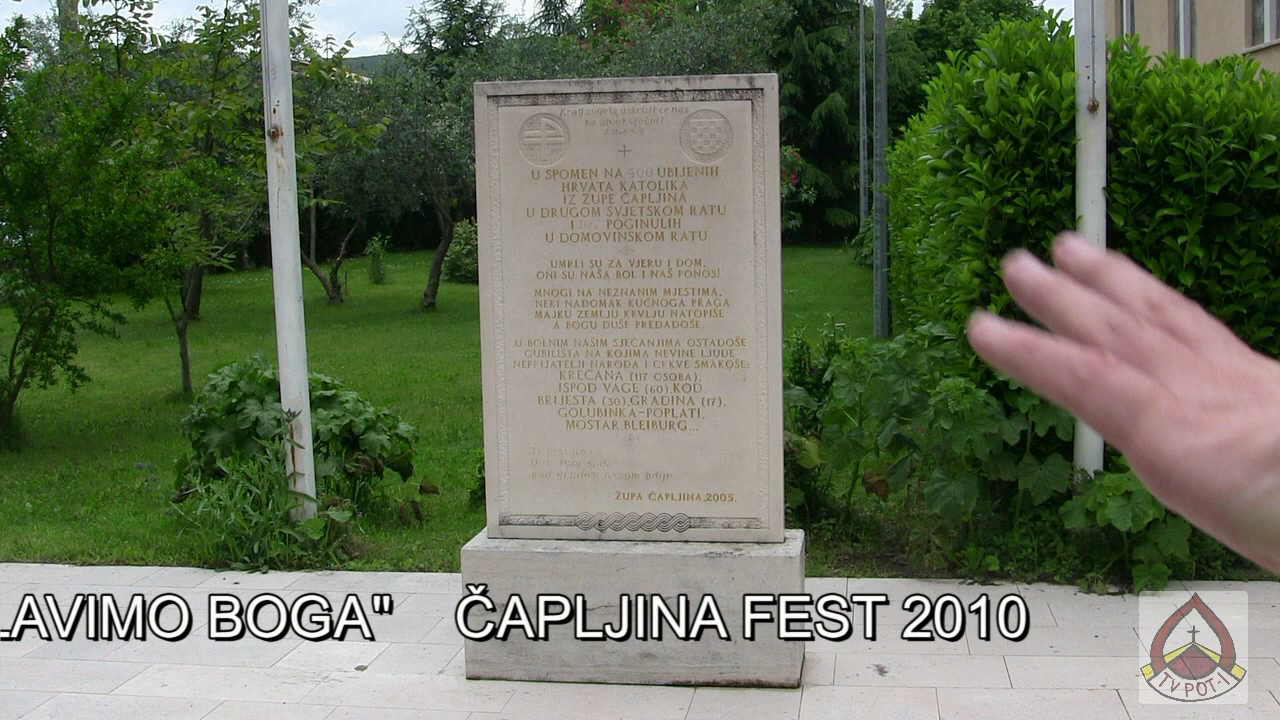 U SPOMEN NA 400 UBIJENIH
HRVATA KATOLIKA
IZ ŽUPE ČAPLJINA
U DRUGOM SVJETSKOM RATU
I 107 POGINULIH
U DOMOVINSKOM RATU
UMRLI SU ZA VJERU I DOM,
ONI SU NAŠA BOL I NAŠ PONOS!
MNOGI NA NEZNANIM MJESTIMA,
NEKI NADOMAK KUĆNOGA PRAGA
MAJKU ZEMLJU KRVLJU NATOPIŠE
A BOGU DUŠE PREDADOŠE.
U BOLNIM NAŠIM SJEĆANJIMA OSTADOŠE
GUBILIŠTA NA KOJIMA NEVINE LJUDE
NEPRIJATELJI NARODA I CRKVE SMAKOŠE:
KREČANA (117 OSOBA),
ISPOD VAGE (60), KOD
BRIJESTA (30), GRADINA (17),
GOLUBINKA-POPLATI,
MOSTAR, BLEIBURG...
ŽUPA ČAPLJINA, 2005.
LAVIMO BOGA" ČAPLJINA FEST 2010
TV POT-1